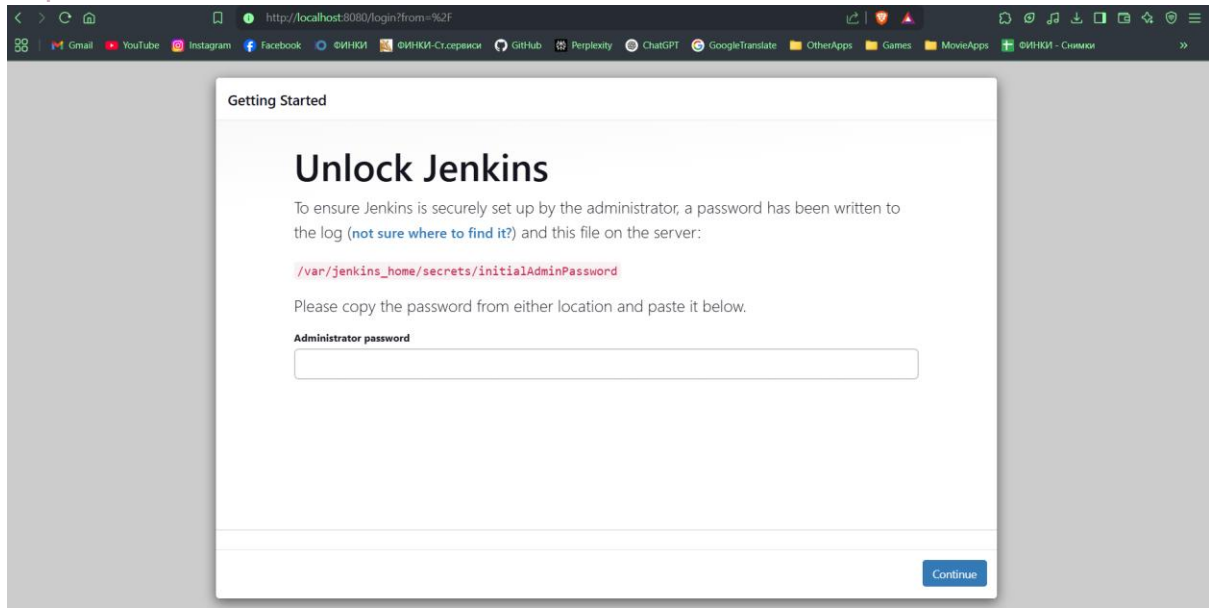 http://localhost:8080/login?from=%2F
Gmail YouTube Instagram Facebook ФИНКИ ФИНКИ-Ст.сервиси GitHub Perplexity ChatGPT GoogleTranslate OtherApps Games MovieApps ФИНКИ - Снимки »
Getting Started
Unlock Jenkins
To ensure Jenkins is securely set up by the administrator, a password has been written to
the log (not sure where to find it?) and this file on the server:
/var/jenkins_home/secrets/initialAdminPassword
Please copy the password from either location and paste it below.
Administrator password
Continue